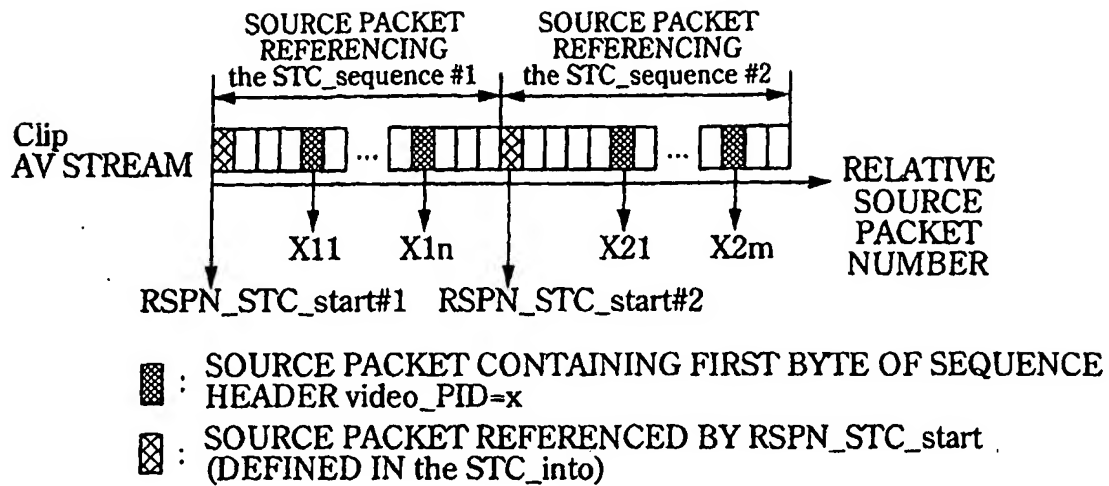 SOURCE PACKET
REFERENCING
the STC_sequence #1
SOURCE PACKET
REFERENCING
the STC_sequence #2
Clip
AV STREAM
...
...
RELATIVE
SOURCE
PACKET
NUMBER
X11
X1n
X21
X2m
RSPN_STC_start#1
RSPN_STC_start#2
: SOURCE PACKET CONTAINING FIRST BYTE OF SEQUENCE
HEADER video_PID=x
: SOURCE PACKET REFERENCED BY RSPN_STC_start
(DEFINED IN the STC_into)